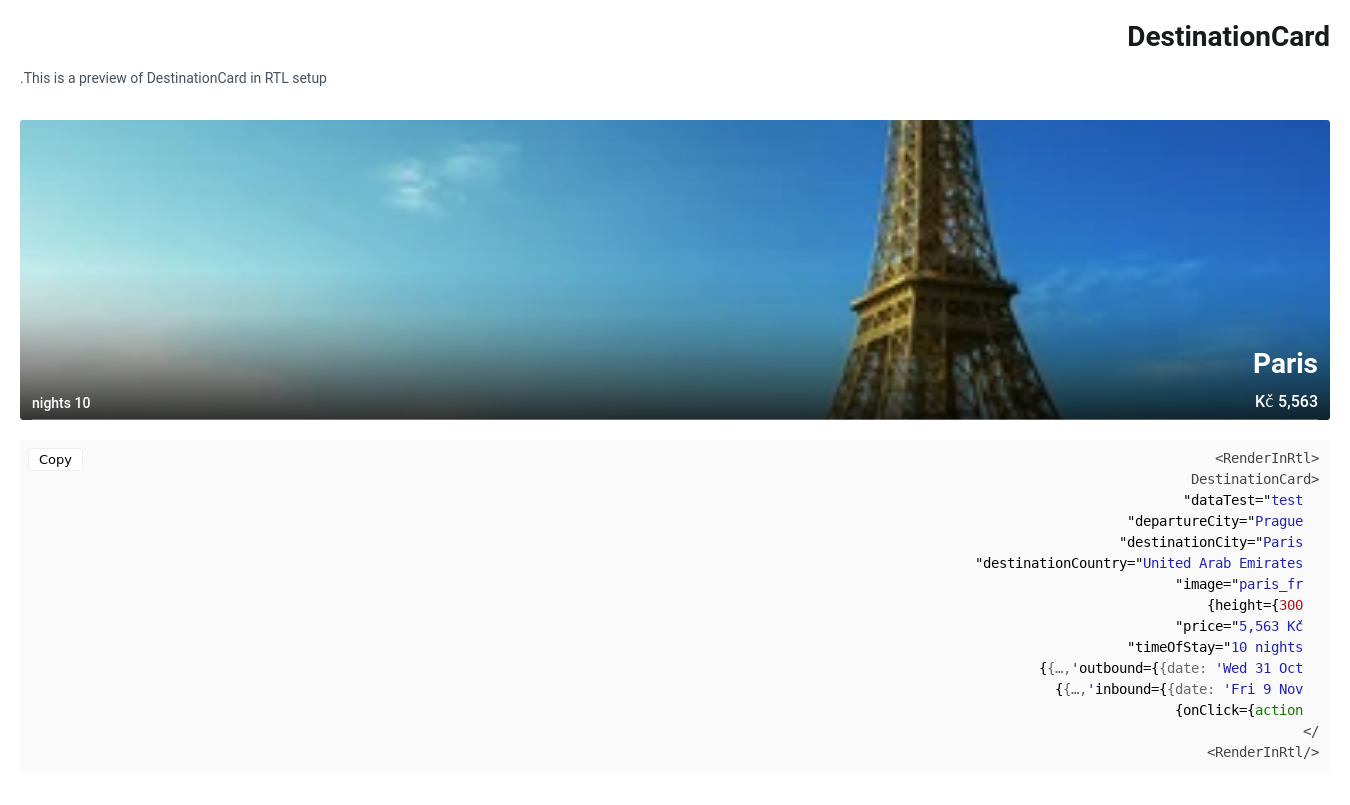 DestinationCard
.This is a preview of DestinationCard in RTL setup
Paris
Kč 5,563
nights 10
Copy
<RenderInRtl>
DestinationCard>
"dataTest="test
"departureCity="Prague
"destinationCity="Paris
"destinationCountry="United Arab Emirates
"image="paris_fr
{height={300
"price="5,563 Kč
"timeOfStay="10 nights
{{…,'outbound={{date: 'Wed 31 Oct
{{…,'inbound={{date: 'Fri 9 Nov
{onClick={action
</
<RenderInRtl/>